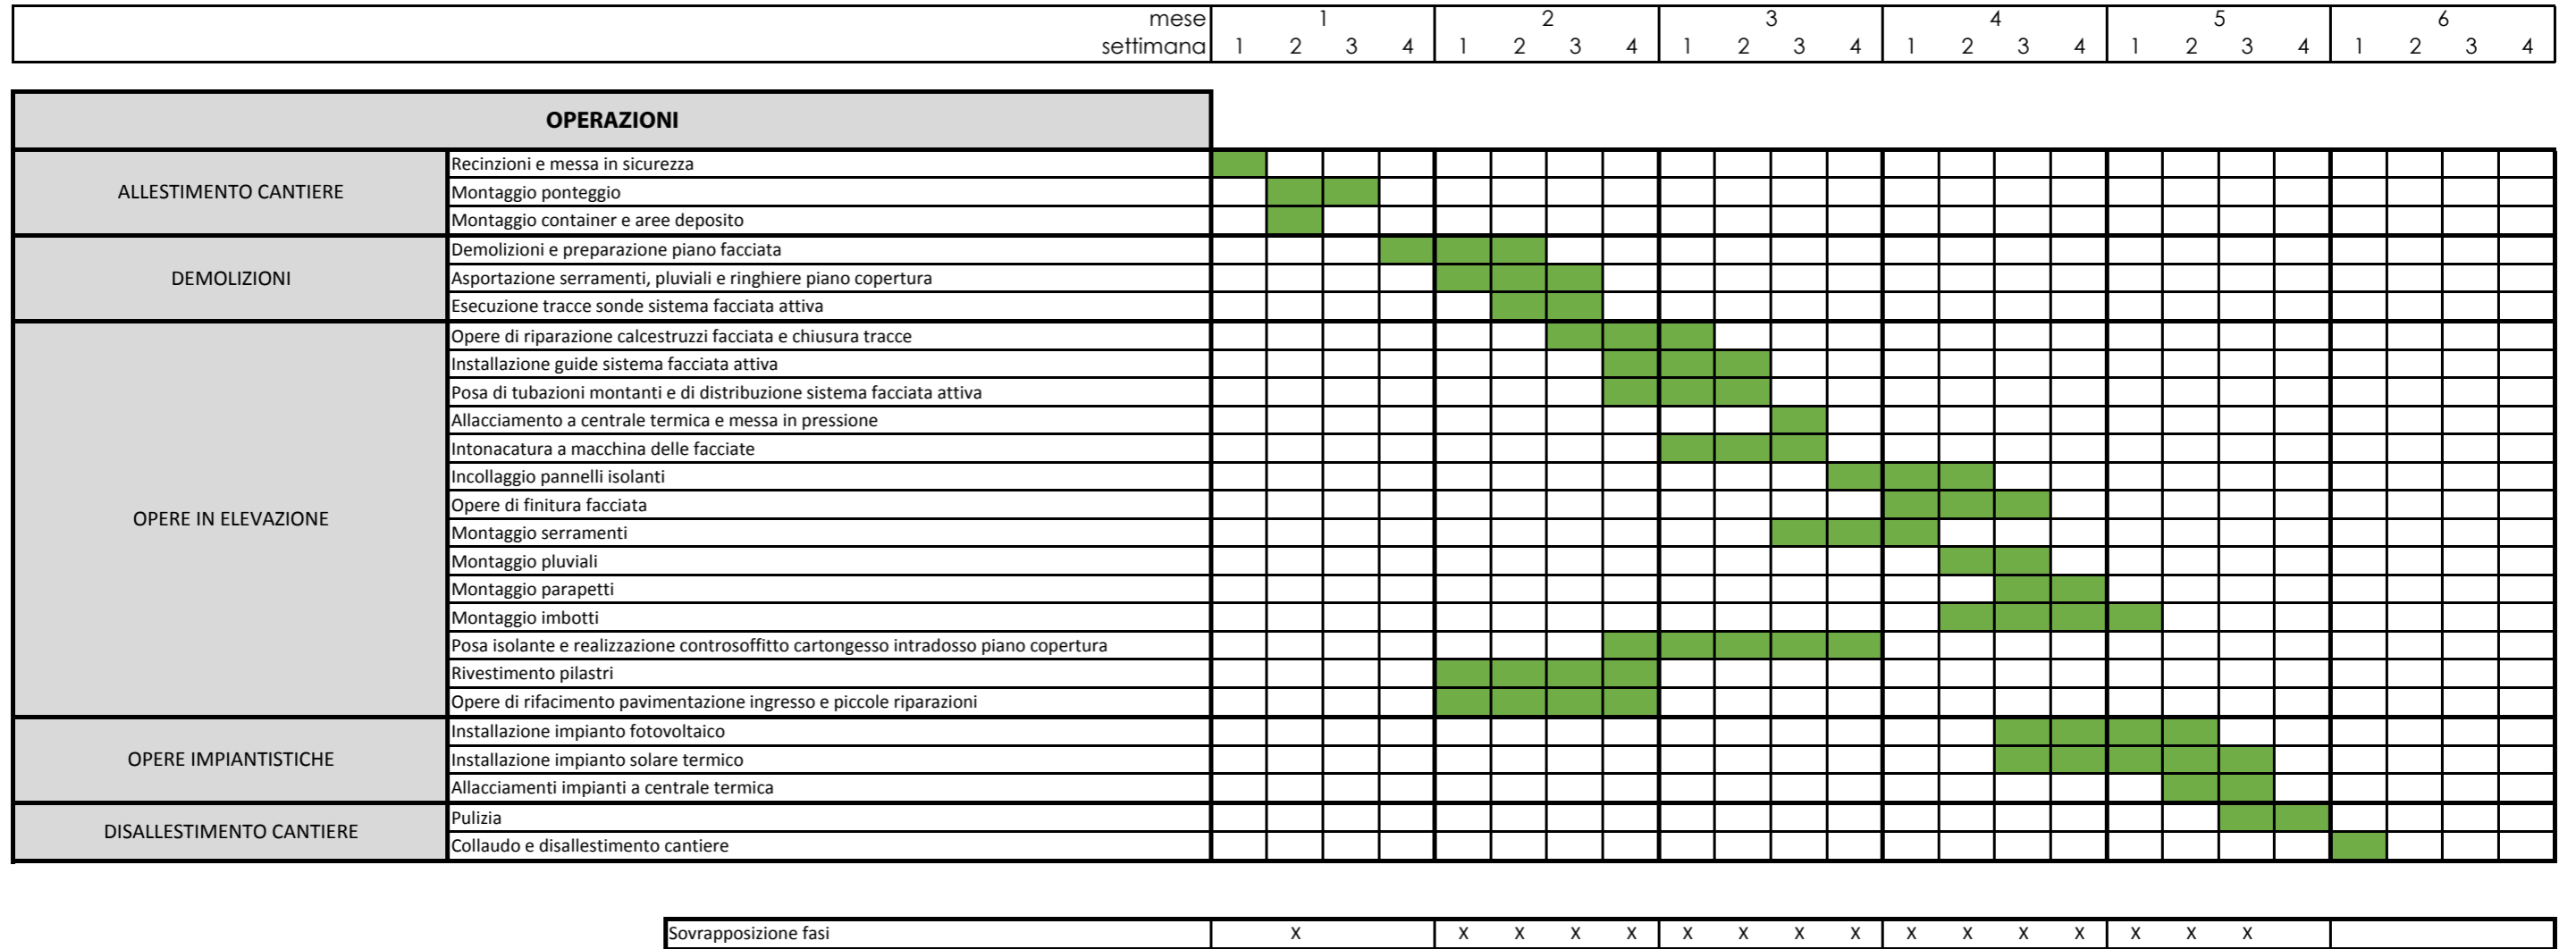 mese 1 2 3 4 5 6
settimana 1 2 3 4 1 2 3 4 1 2 3 4 1 2 3 4 1 2 3 4 1 2 3 4
OPERAZIONI
ALLESTIMENTO CANTIERE
Recinzioni e messa in sicurezza
Montaggio ponteggio
Montaggio container e aree deposito
DEMOLIZIONI
Demolizioni e preparazione piano facciata
Asportazione serramenti, pluviali e ringhiere piano copertura
Esecuzione tracce sonde sistema facciata attiva
OPERE IN ELEVAZIONE
Opere di riparazione calcestruzzi facciata e chiusura tracce
Installazione guide sistema facciata attiva
Posa di tubazioni montanti e di distribuzione sistema facciata attiva
Allacciamento a centrale termica e messa in pressione
Intonacatura a macchina delle facciate
Incollaggio pannelli isolanti
Opere di finitura facciata
Montaggio serramenti
Montaggio pluviali
Montaggio parapetti
Montaggio imbotti
Posa isolante e realizzazione controsoffitto cartongesso intradosso piano copertura
Rivestimento pilastri
Opere di rifacimento pavimentazione ingresso e piccole riparazioni
OPERE IMPIANTISTICHE
Installazione impianto fotovoltaico
Installazione impianto solare termico
Allacciamenti impianti a centrale termica
DISALLESTIMENTO CANTIERE
Pulizia
Collaudo e disallestimento cantiere
Sovrapposizione fasi X X X X X X X X X X X X X X X X